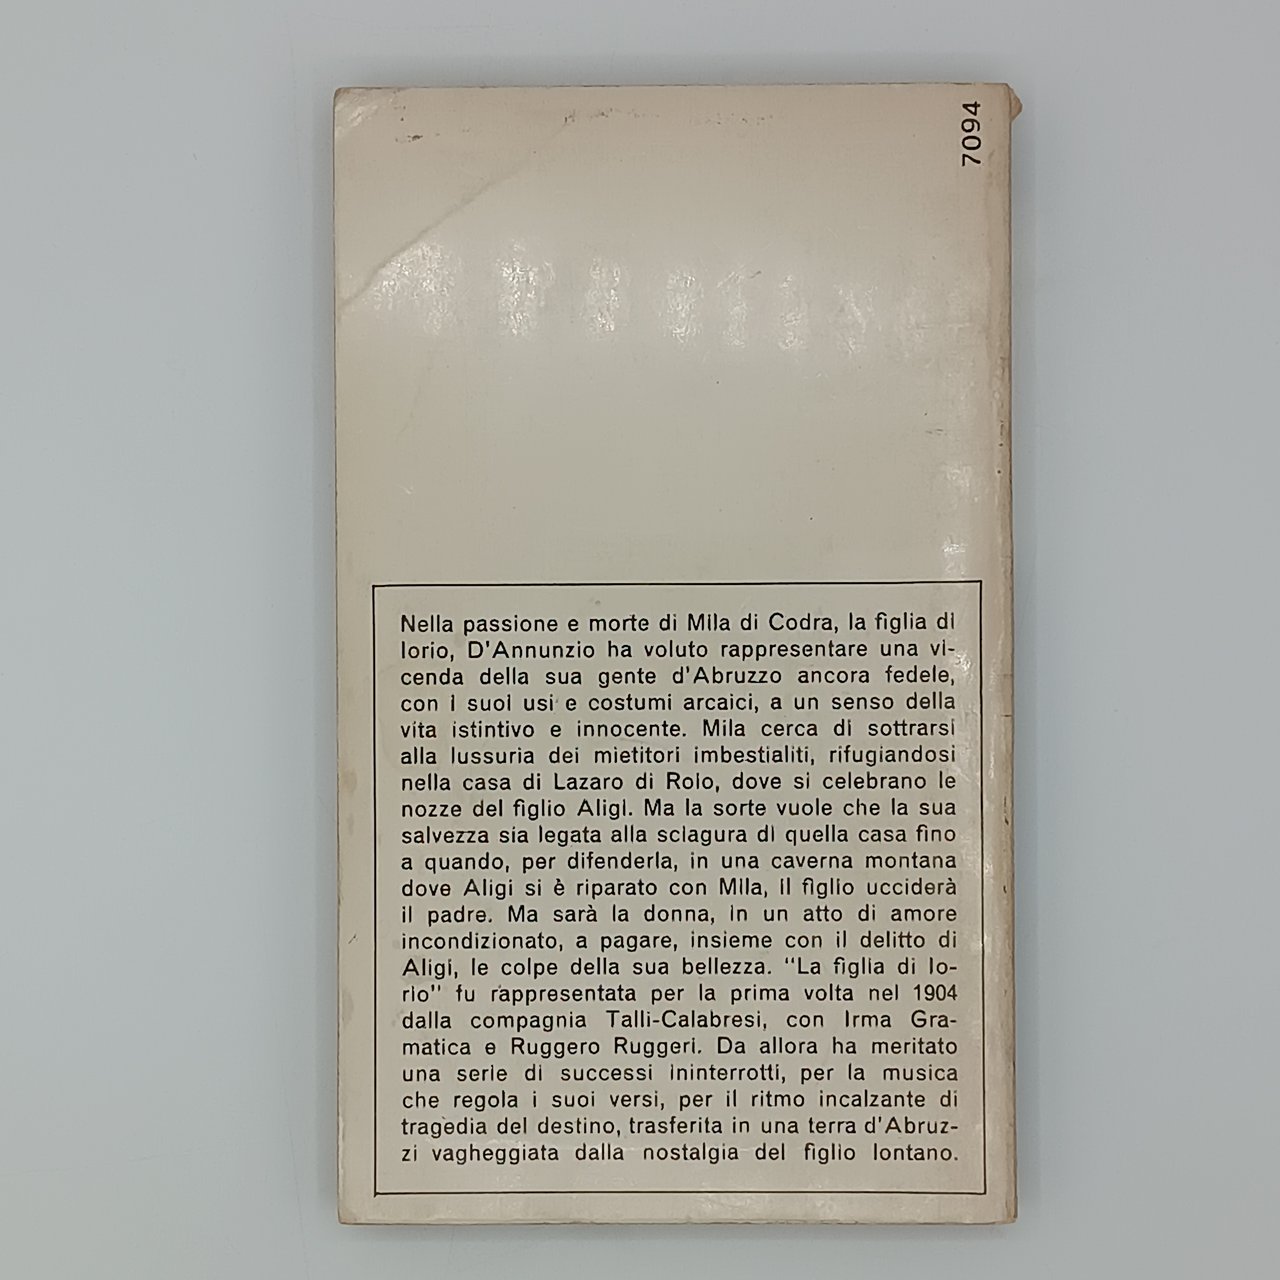 7094
Nella passione e morte di Mila di Codra, la figlia di
Iorio, D'Annunzio ha voluto rappresentare una vi-
cenda della sua gente d'Abruzzo ancora fedele,
con i suoi usi e costumi arcaici, a un senso della
vita istintivo e innocente. Mila cerca di sottrarsi
alla lussuria dei mietitori imbestialiti, rifugiandosi
nella casa di Lazaro di Roio, dove si celebrano le
nozze del figlio Aligi. Ma la sorte vuole che la sua
salvezza sia legata alla sciagura di quella casa fino
a quando, per difenderla, in una caverna montana
dove Aligi si è riparato con Mila, il figlio ucciderà
il padre. Ma sarà la donna, in un atto di amore
incondizionato, a pagare, insieme con il delitto di
Aligi, le colpe della sua bellezza. "La figlia di Io-
rio" fu rappresentata per la prima volta nel 1904
dalla compagnia Talli-Calabresi, con Irma Gra-
matica e Ruggero Ruggeri. Da allora ha meritato
una serie di successi ininterrotti, per la musica
che regola i suoi versi, per il ritmo incalzante di
tragedia del destino, trasferita in una terra d'Abruz-
zi vagheggiata dalla nostalgia del figlio lontano.